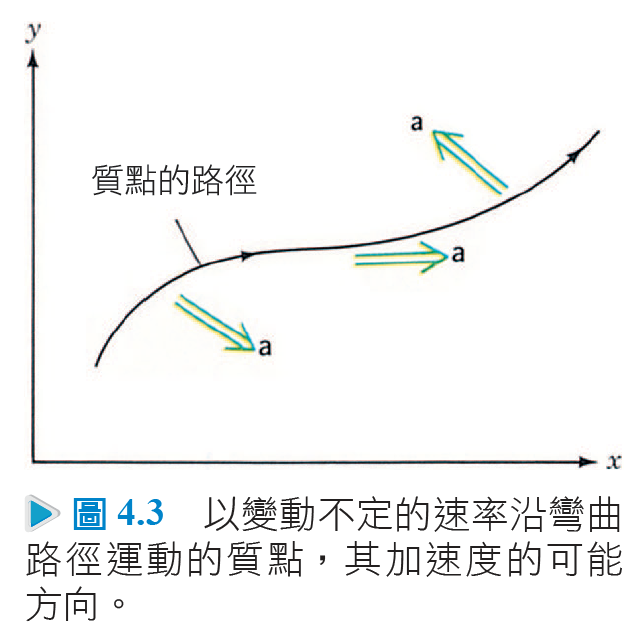 y
a
質點的路徑
a
a
x
圖 4.3 以變動不定的速率沿彎曲
路徑運動的質點,其加速度的可能
方向。